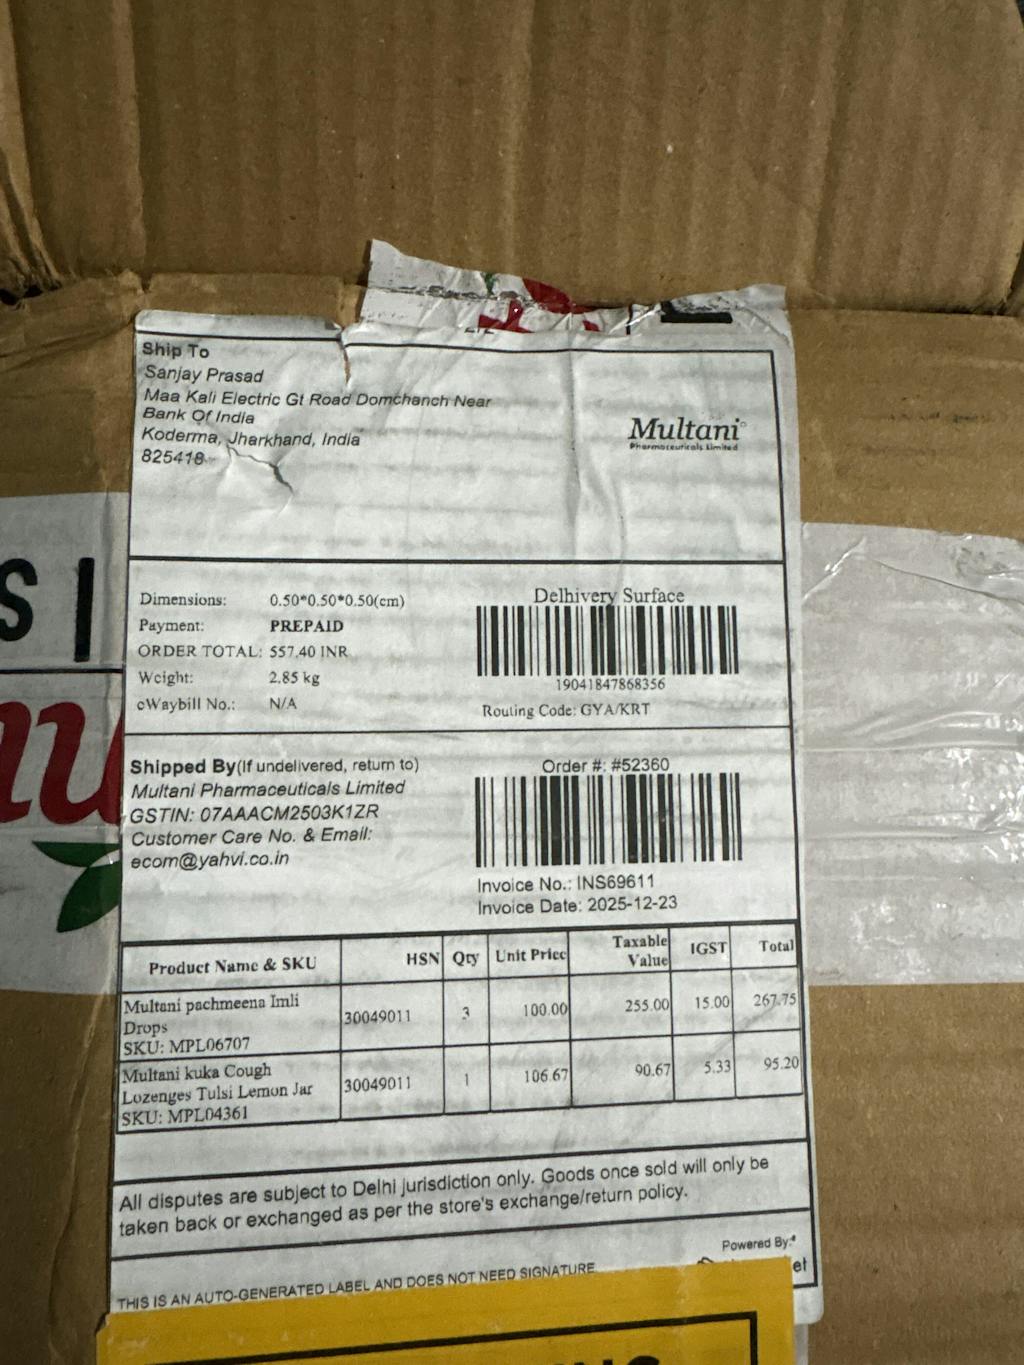 Ship To
Sanjay Prasad
Maa Kali Electric Gt Road Domchanch Near
Bank Of India
Koderma, Jharkhand, India
825418
Multani
Pharmaceuticals Limited
Dimensions: 0.50*0.50*0.50(cm)
Payment: PREPAID
ORDER TOTAL: 557.40 INR
Weight: 2.85 kg
eWaybill No.: N/A
Delhivery Surface
19041847868356
Routing Code: GYA/KRT
Shipped By(If undelivered, return to)
Multani Pharmaceuticals Limited
GSTIN: 07AAACM2503K1ZR
Customer Care No. & Email:
ecom@yahvi.co.in
Order #: #52360
Invoice No.: INS69611
Invoice Date: 2025-12-23
Product Name & SKU HSN Qty Unit Price Taxable Value IGST Total
Multani pachmeena Imli Drops SKU: MPL06707 30049011 3 100.00 255.00 15.00 267.75
Multani kuka Cough Lozenges Tulsi Lemon Jar SKU: MPL04361 30049011 1 106.67 90.67 5.33 95.20
All disputes are subject to Delhi jurisdiction only. Goods once sold will only be
taken back or exchanged as per the store's exchange/return policy.
Powered By:
THIS IS AN AUTO-GENERATED LABEL AND DOES NOT NEED SIGNATURE